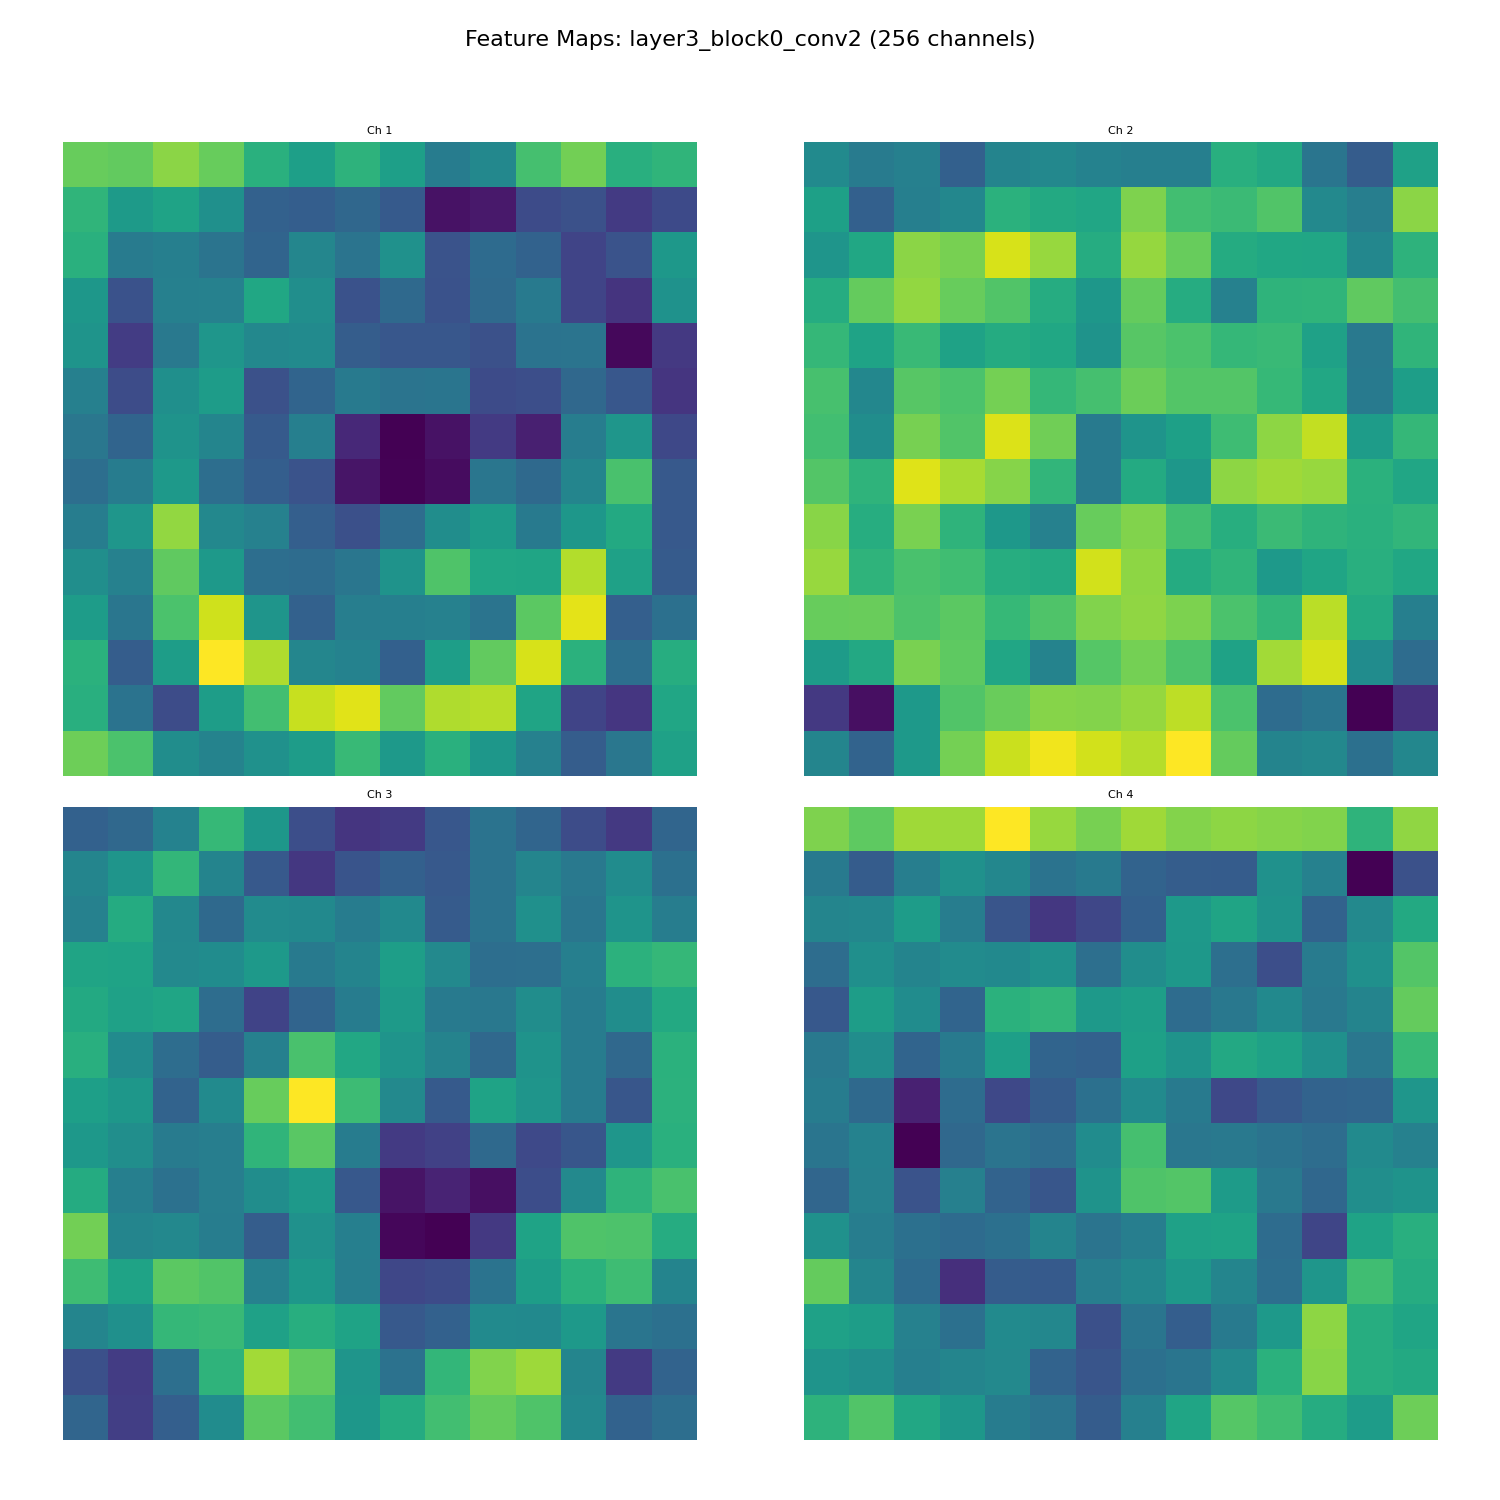 Feature Maps: layer3_block0_conv2 (256 channels)
Ch 1
Ch 2
Ch 3
Ch 4